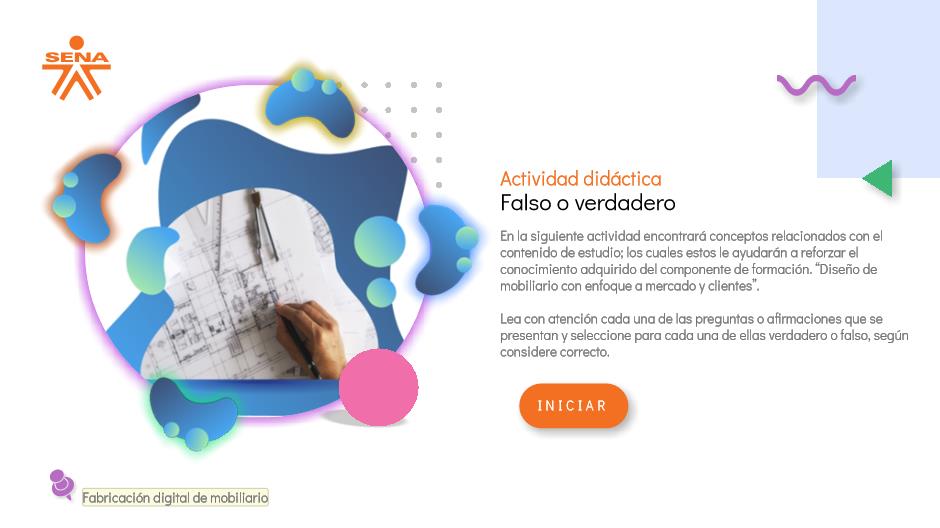 SENA
Actividad didáctica
Falso o verdadero
En la siguiente actividad encontrará conceptos relacionados con el
contenido de estudio; los cuales estos le ayudarán a reforzar el
conocimiento adquirido del componente de formación. “Diseño de
mobiliario con enfoque a mercado y clientes”.
Lea con atención cada una de las preguntas o afirmaciones que se
presentan y seleccione para cada una de ellas verdadero o falso, según
considere correcto.
INICIAR
Fabricación digital de mobiliario